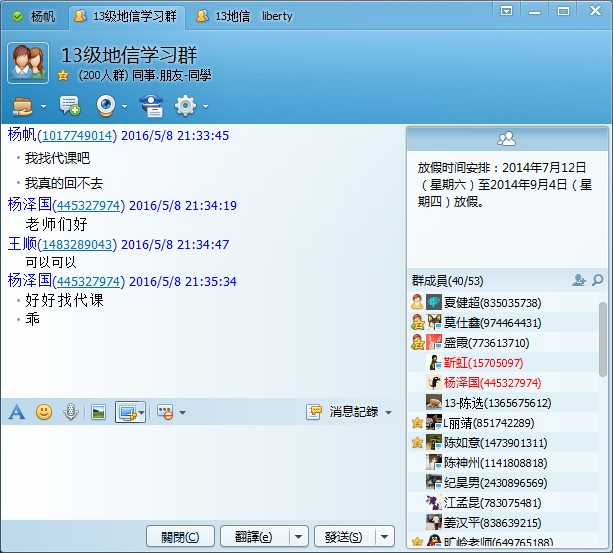 杨帆
13级地信学习群
13地信
liberty
13级地信学习群
(200人群) 同事.朋友-同學
杨帆(1017749014) 2016/5/8 21:33:45
我找代课吧
我真的回不去
杨泽国(445327974) 2016/5/8 21:34:19
老师们好
王顺(1483289043) 2016/5/8 21:34:47
可以可以
杨泽国(445327974) 2016/5/8 21:35:34
好好找代课
乖
消息記錄
關閉(C)
翻譯(e)
發送(S)
放假时间安排：2014年7月12日
（星期六）至2014年9月4日（星
期四）放假。
群成員(40/53)
夏健超(835035738)
莫仕鑫(974464431)
盛霞(773613710)
靳虹(15705097)
杨泽国(445327974)
13-陈选(1365675612)
L丽清(851742289)
陈如意(1473901311)
陈神州(1141808818)
纪昊男(2430896569)
江孟昆(783075481)
姜汉平(838639215)
旷岭老师(649765188)